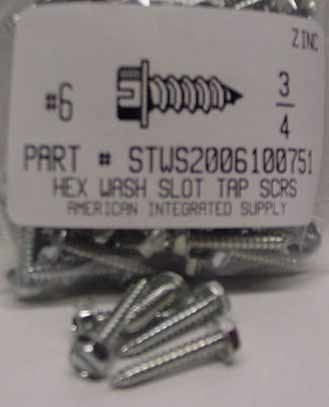 ZINC
#6
3
4
PART # STWS2006100751
HEX WASH SLOT TAP SCRS
AMERICAN INTEGRATED SUPPLY